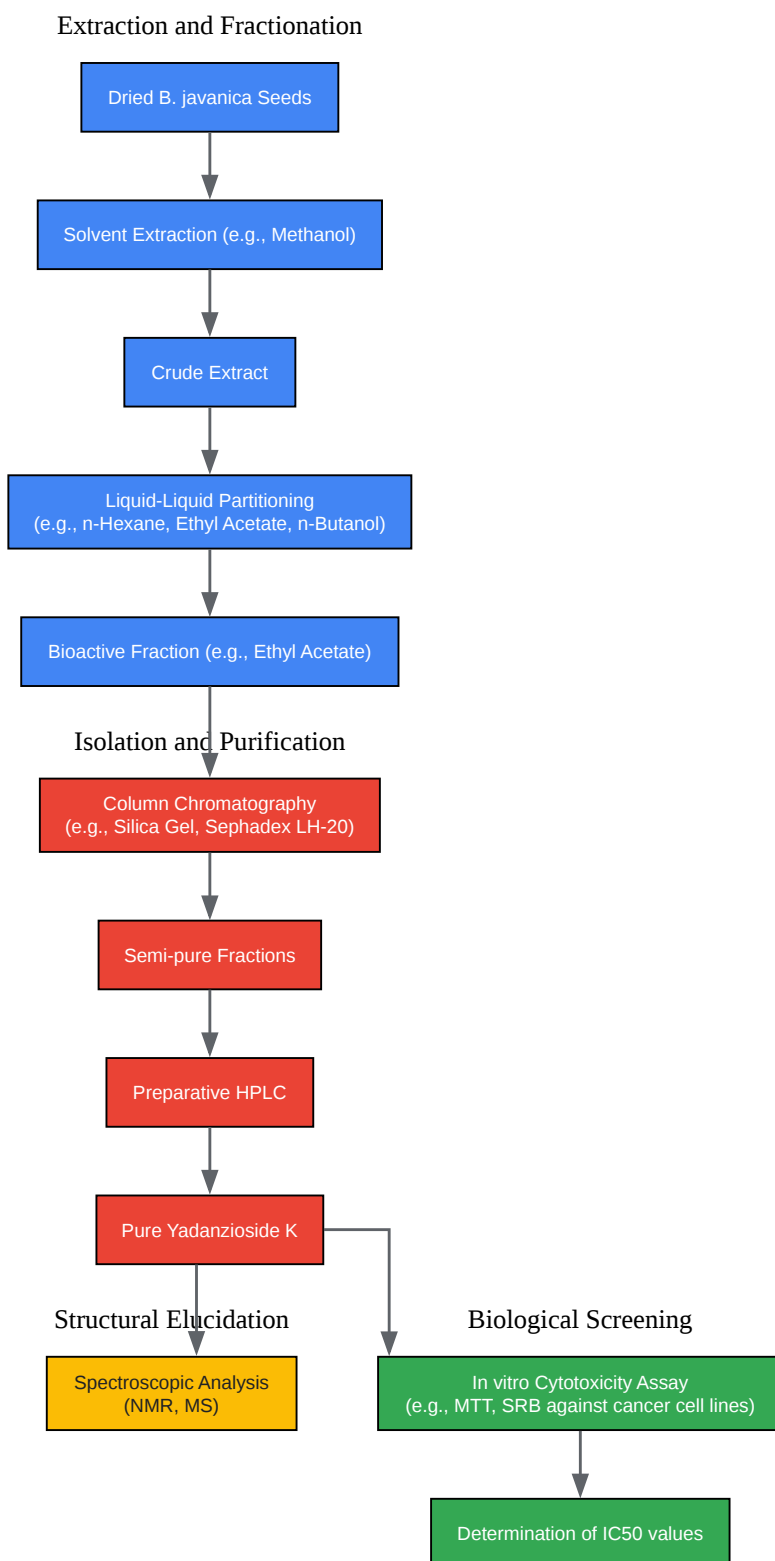 Extraction and Fractionation
Dried B. javanica Seeds
Solvent Extraction (e.g., Methanol)
Crude Extract
Liquid-Liquid Partitioning
(e.g., n-Hexane, Ethyl Acetate, n-Butanol)
Bioactive Fraction (e.g., Ethyl Acetate)
Isolation and Purification
Column Chromatography
(e.g., Silica Gel, Sephadex LH-20)
Semi-pure Fractions
Preparative HPLC
Pure Yadanzioside K
Structural Elucidation
Spectroscopic Analysis
(NMR, MS)
Biological Screening
In vitro Cytotoxicity Assay
(e.g., MTT, SRB against cancer cell lines)
Determination of IC50 values